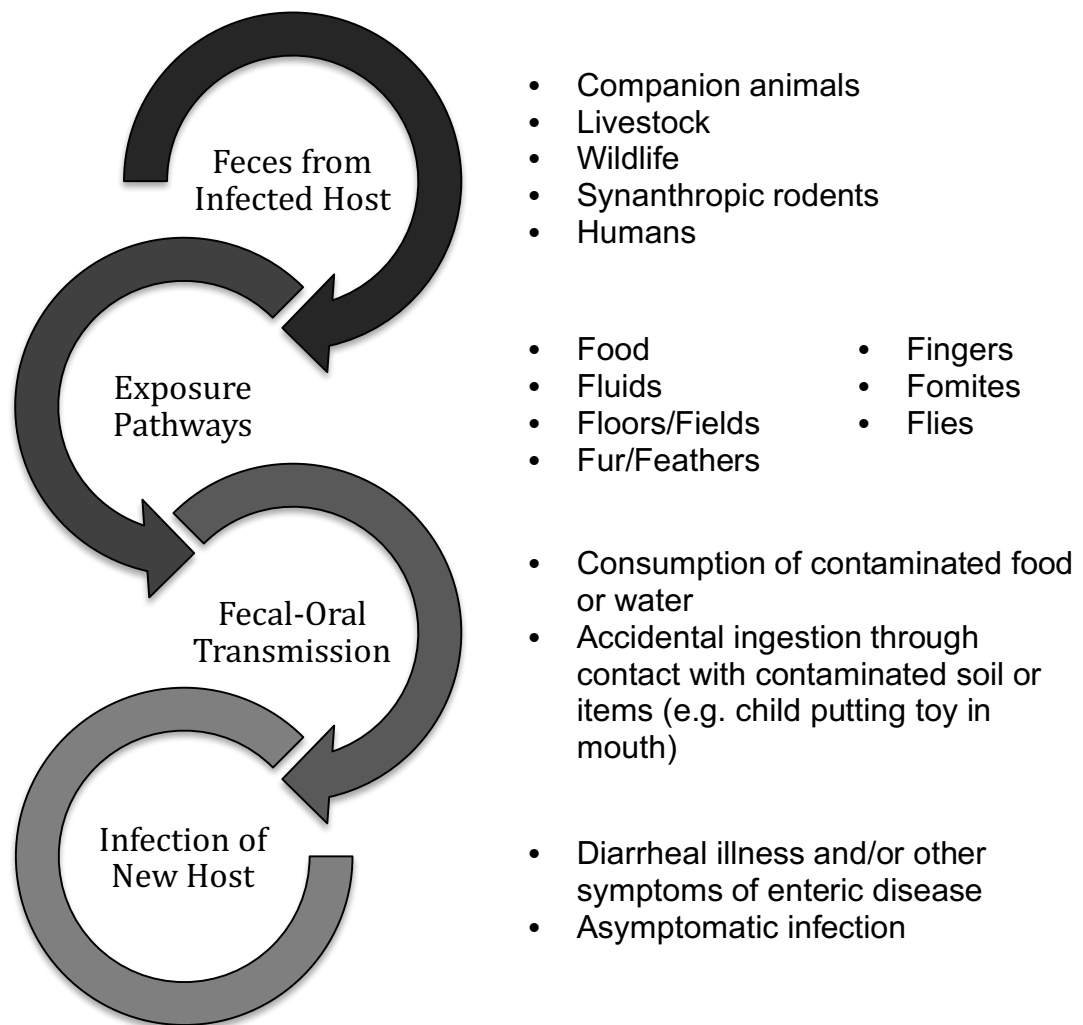 Feces from
Infected Host
• Companion animals
• Livestock
• Wildlife
• Synanthropic rodents
• Humans
Exposure
Pathways
• Food
• Fluids
• Floors/Fields
• Fur/Feathers
• Fingers
• Fomites
• Flies
Fecal-Oral
Transmission
• Consumption of contaminated food
or water
• Accidental ingestion through
contact with contaminated soil or
items (e.g. child putting toy in
mouth)
Infection of
New Host
• Diarrheal illness and/or other
symptoms of enteric disease
• Asymptomatic infection